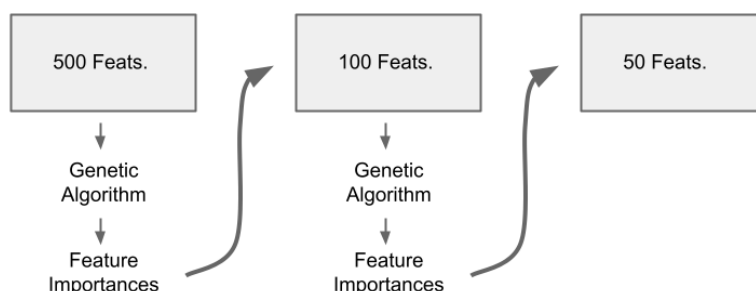 500 Feats.
Genetic
Algorithm
Feature
Importances
100 Feats.
Genetic
Algorithm
Feature
Importances
50 Feats.